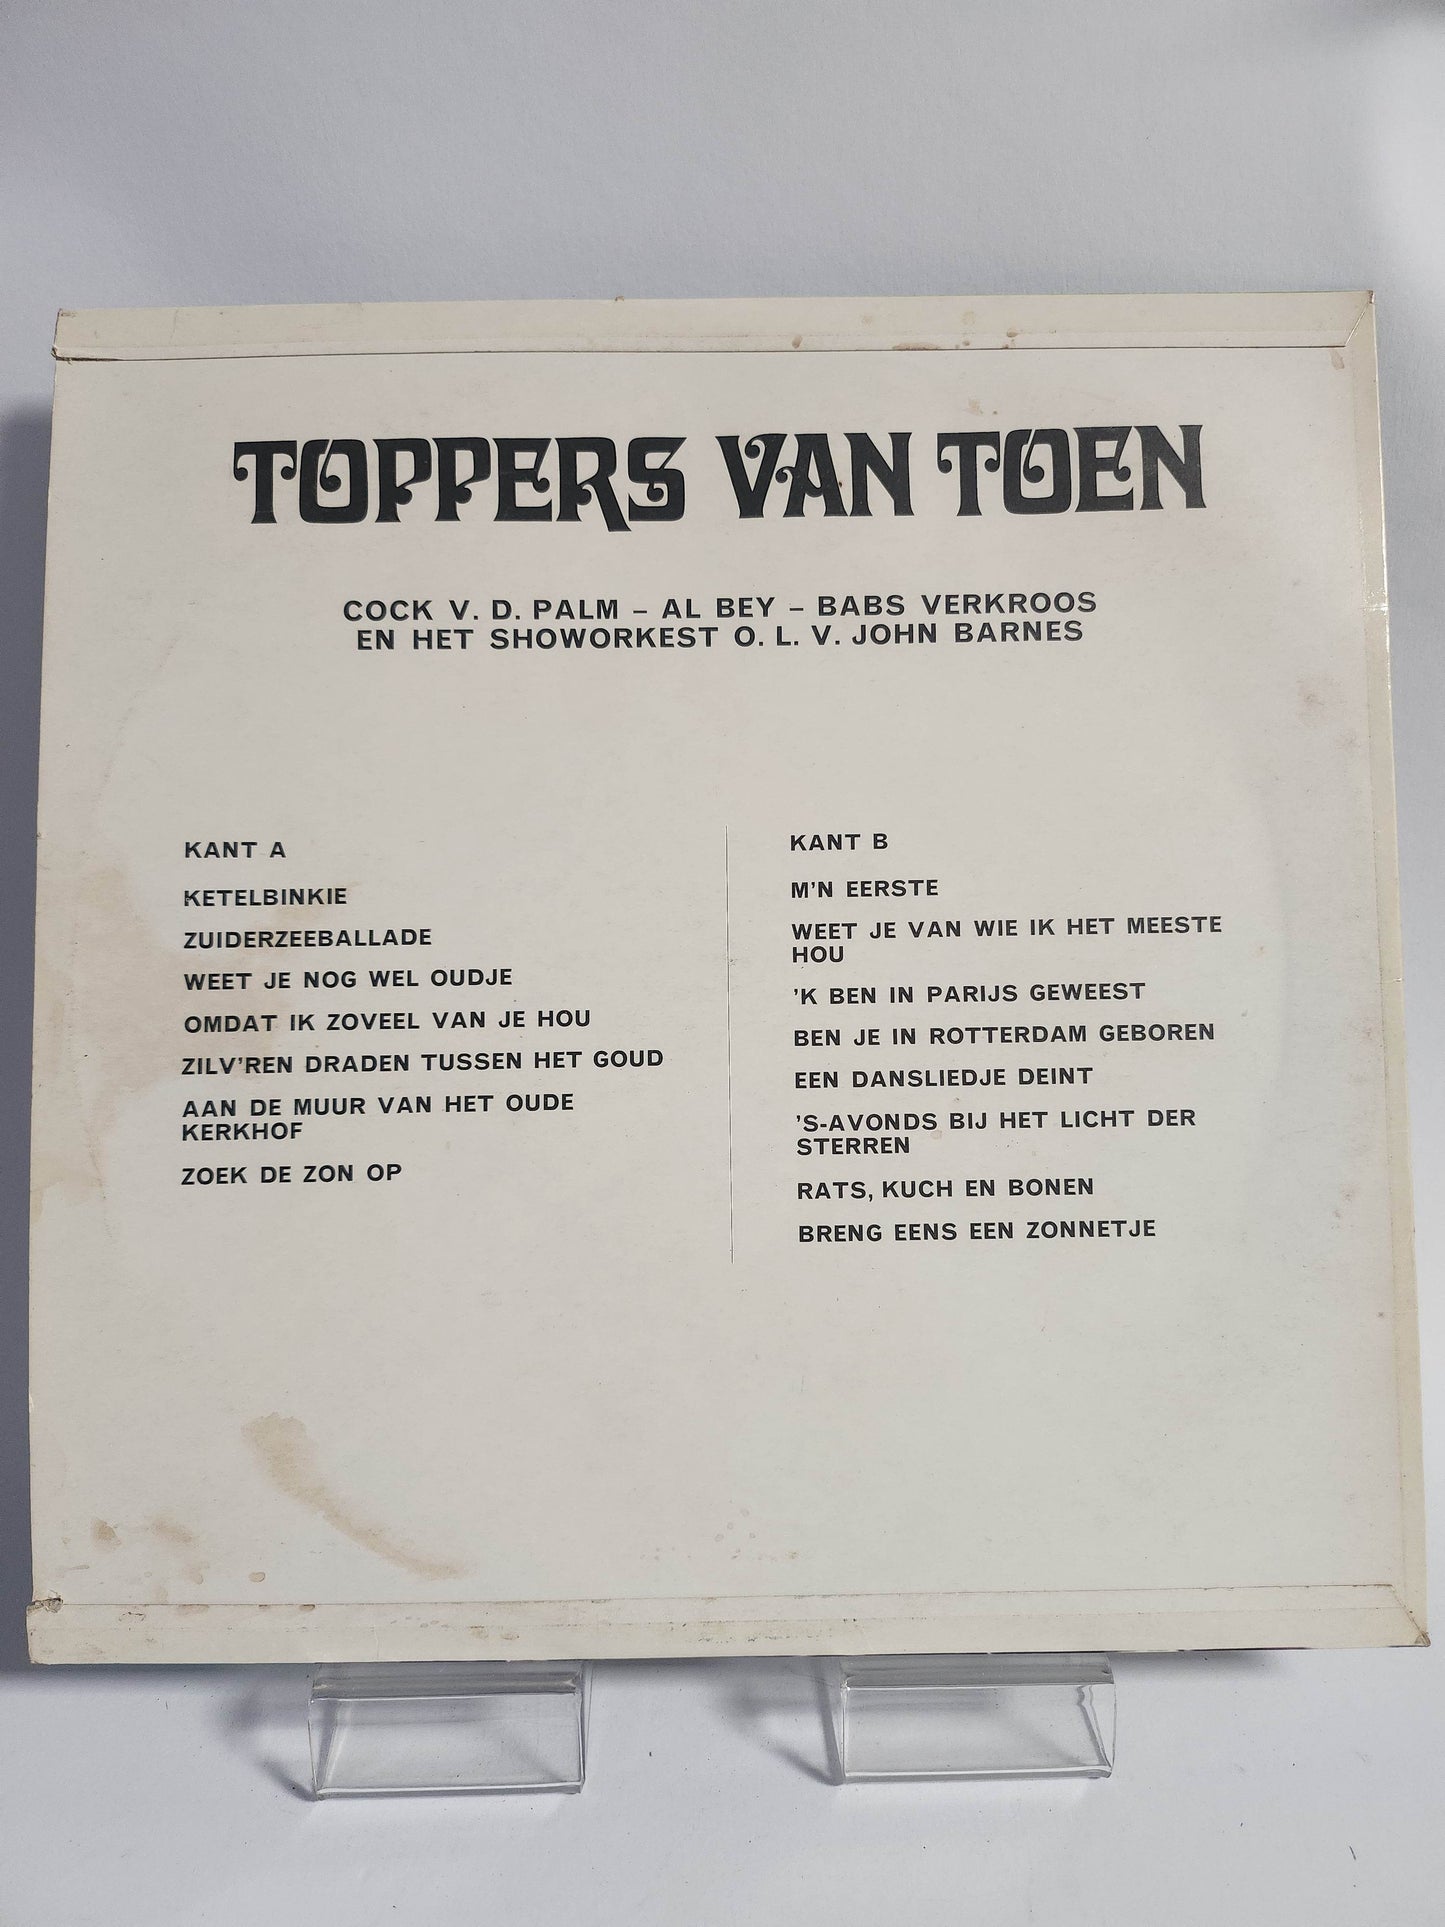 TOPPERS VAN TOEN
COCK V. D. PALM – AL BEY – BABS VERKROOS
EN HET SHOWORKEST O. L. V. JOHN BARNES
KANT A
KETELBINKIE
ZUIDERZEEBALLADE
WEET JE NOG WEL OUDJE
OMDAT IK ZOVEEL VAN JE HOU
ZILV'REN DRADEN TUSSEN HET GOUD
AAN DE MUUR VAN HET OUDE
KERKHOF
ZOEK DE ZON OP
KANT B
M'N EERSTE
WEET JE VAN WIE IK HET MEESTE
HOU
'K BEN IN PARIJS GEWEEST
BEN JE IN ROTTERDAM GEBOREN
EEN DANSLIEDJE DEINT
'S-AVONDS BIJ HET LICHT DER
STERREN
RATS, KUCH EN BONEN
BRENG EENS EEN ZONNETJE